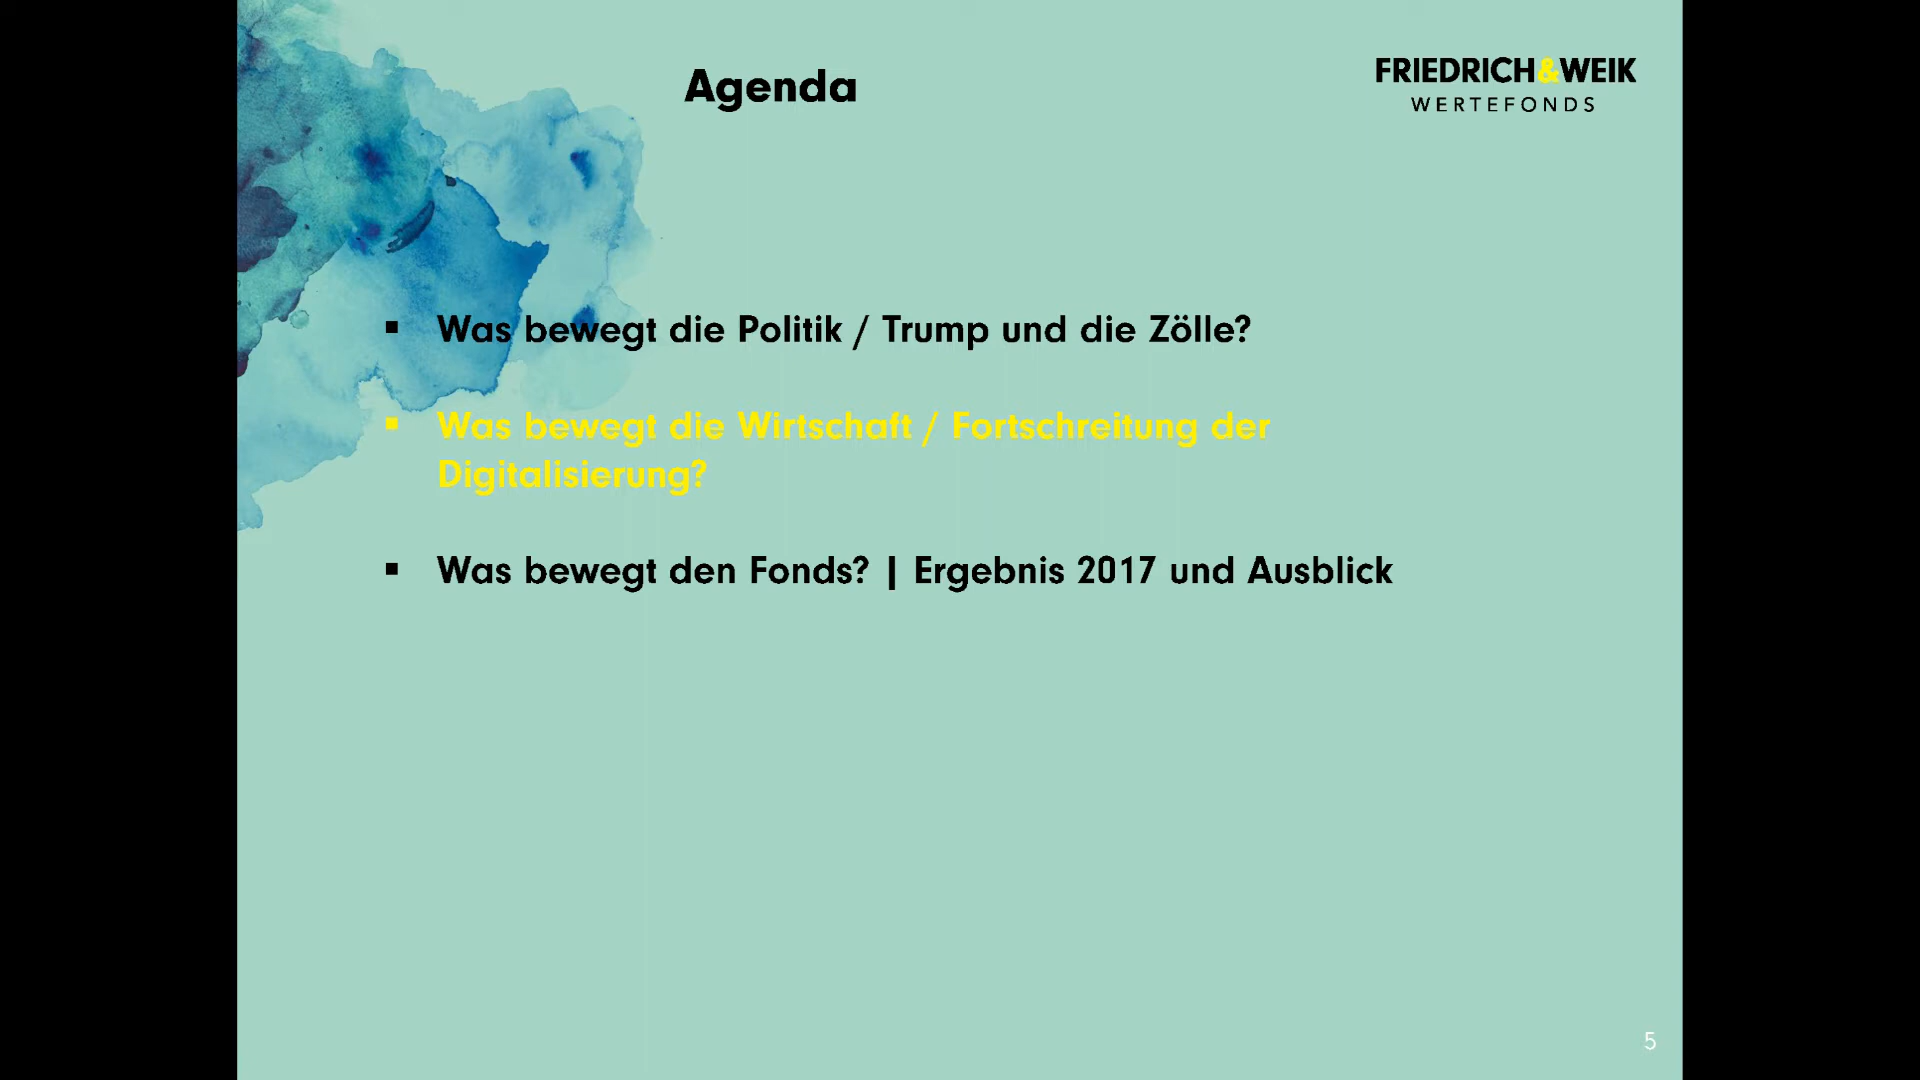 Agenda
FRIEDRICH&WEIK
WERTEFONDS
▪ Was bewegt die Politik / Trump und die Zölle?
▪ Was bewegt die Wirtschaft / Fortschreitung der
Digitalisierung?
▪ Was bewegt den Fonds? | Ergebnis 2017 und Ausblick
5